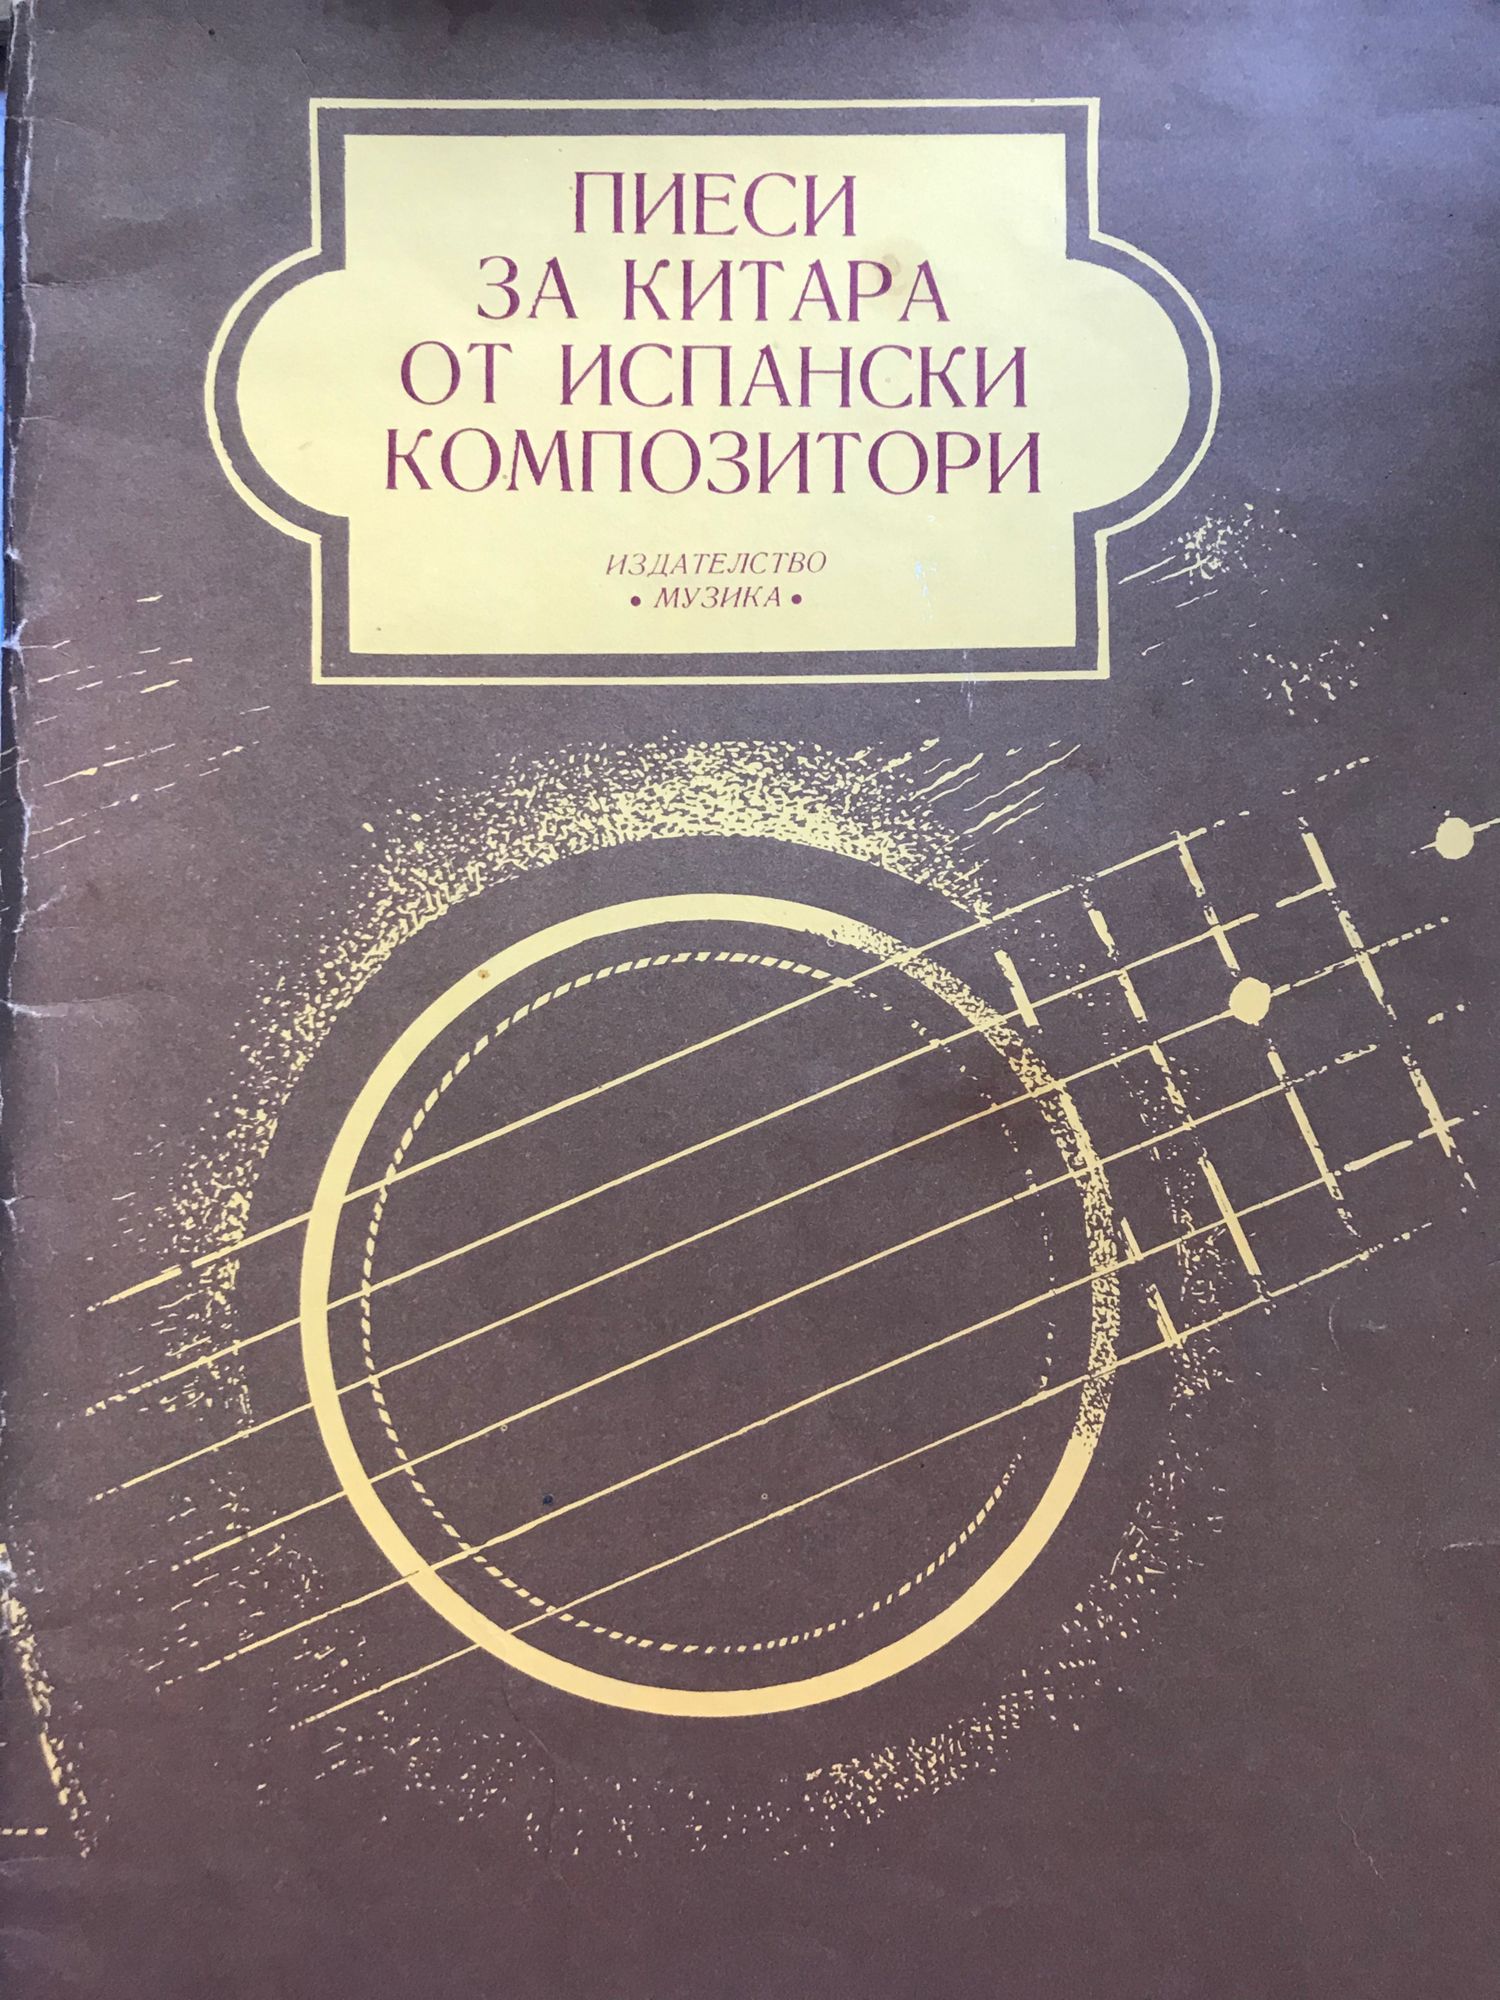 ПИЕСИ
ЗА КИТАРА
ОТ ИСПАНСКИ
КОМПОЗИТОРИ
ИЗДАТЕЛСТВО
• МУЗИКА •